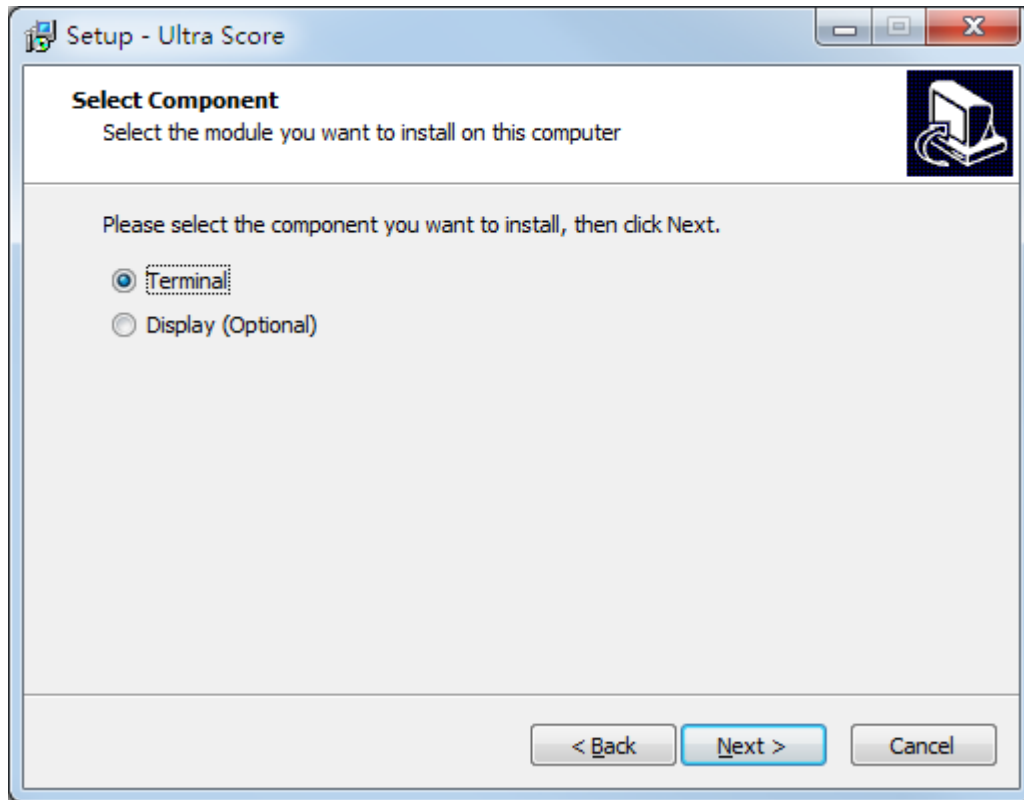 Setup - Ultra Score
Select Component
Select the module you want to install on this computer
Please select the component you want to install, then click Next.
Terminal
Display (Optional)
< Back Next > Cancel